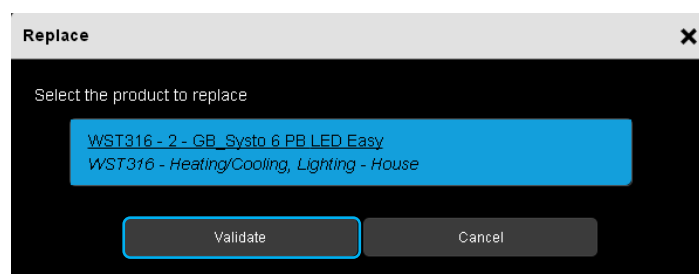 Replace
Select the product to replace
WST316 - 2 - GB_Systo 6 PB LED Easy
WST316 - Heating/Cooling, Lighting - House
Validate Cancel